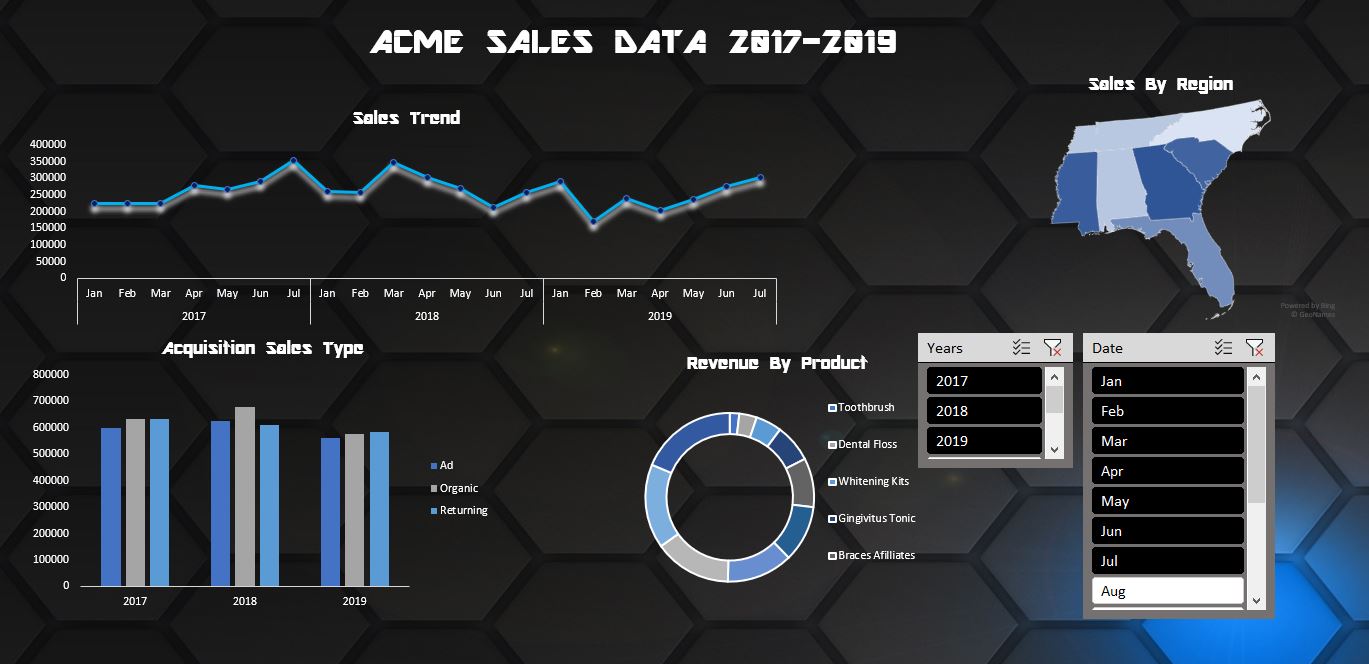 ACME SALES DATA 2017-2019
Sales Trend
400000
350000
300000
250000
200000
150000
100000
50000
0
Jan Feb Mar Apr May Jun Jul Jan Feb Mar Apr May Jun Jul Jan Feb Mar Apr May Jun Jul
2017 2018 2019
Sales By Region
Powered by Bing
© GeoNames
Acquisition Sales Type
800000
700000
600000
500000
400000
300000
200000
100000
0
2017 2018 2019
Ad
Organic
Returning
Revenue By Product
Toothbrush
Dental Floss
Whitening Kits
Gingivitus Tonic
Braces Afilliates
Years
2017
2018
2019
Date
Jan
Feb
Mar
Apr
May
Jun
Jul
Aug